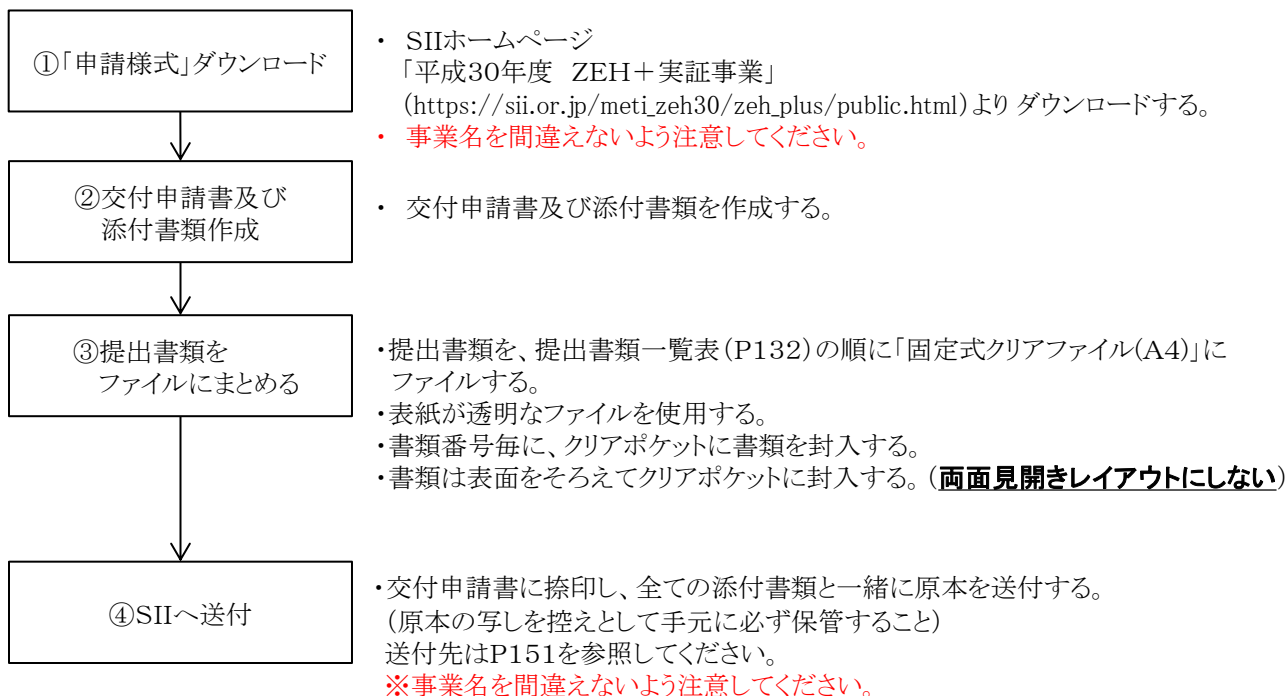 ①「申請様式」ダウンロード
・ SIIホームページ
「平成30年度 ZEH＋実証事業」
（https://sii.or.jp/meti_zeh30/zeh_plus/public.html）より ダウンロードする。
・ 事業名を間違えないよう注意してください。
②交付申請書及び
添付書類作成
・ 交付申請書及び添付書類を作成する。
③提出書類を
ファイルにまとめる
・提出書類を、提出書類一覧表（P132）の順に「固定式クリアファイル(A4)」に
ファイルする。
・表紙が透明なファイルを使用する。
・書類番号毎に、クリアポケットに書類を封入する。
・書類は表面をそろえてクリアポケットに封入する。（両面見開きレイアウトにしない）
④SIIへ送付
・交付申請書に捺印し、全ての添付書類と一緒に原本を送付する。
（原本の写しを控えとして手元に必ず保管すること）
送付先はP151を参照してください。
※事業名を間違えないよう注意してください。